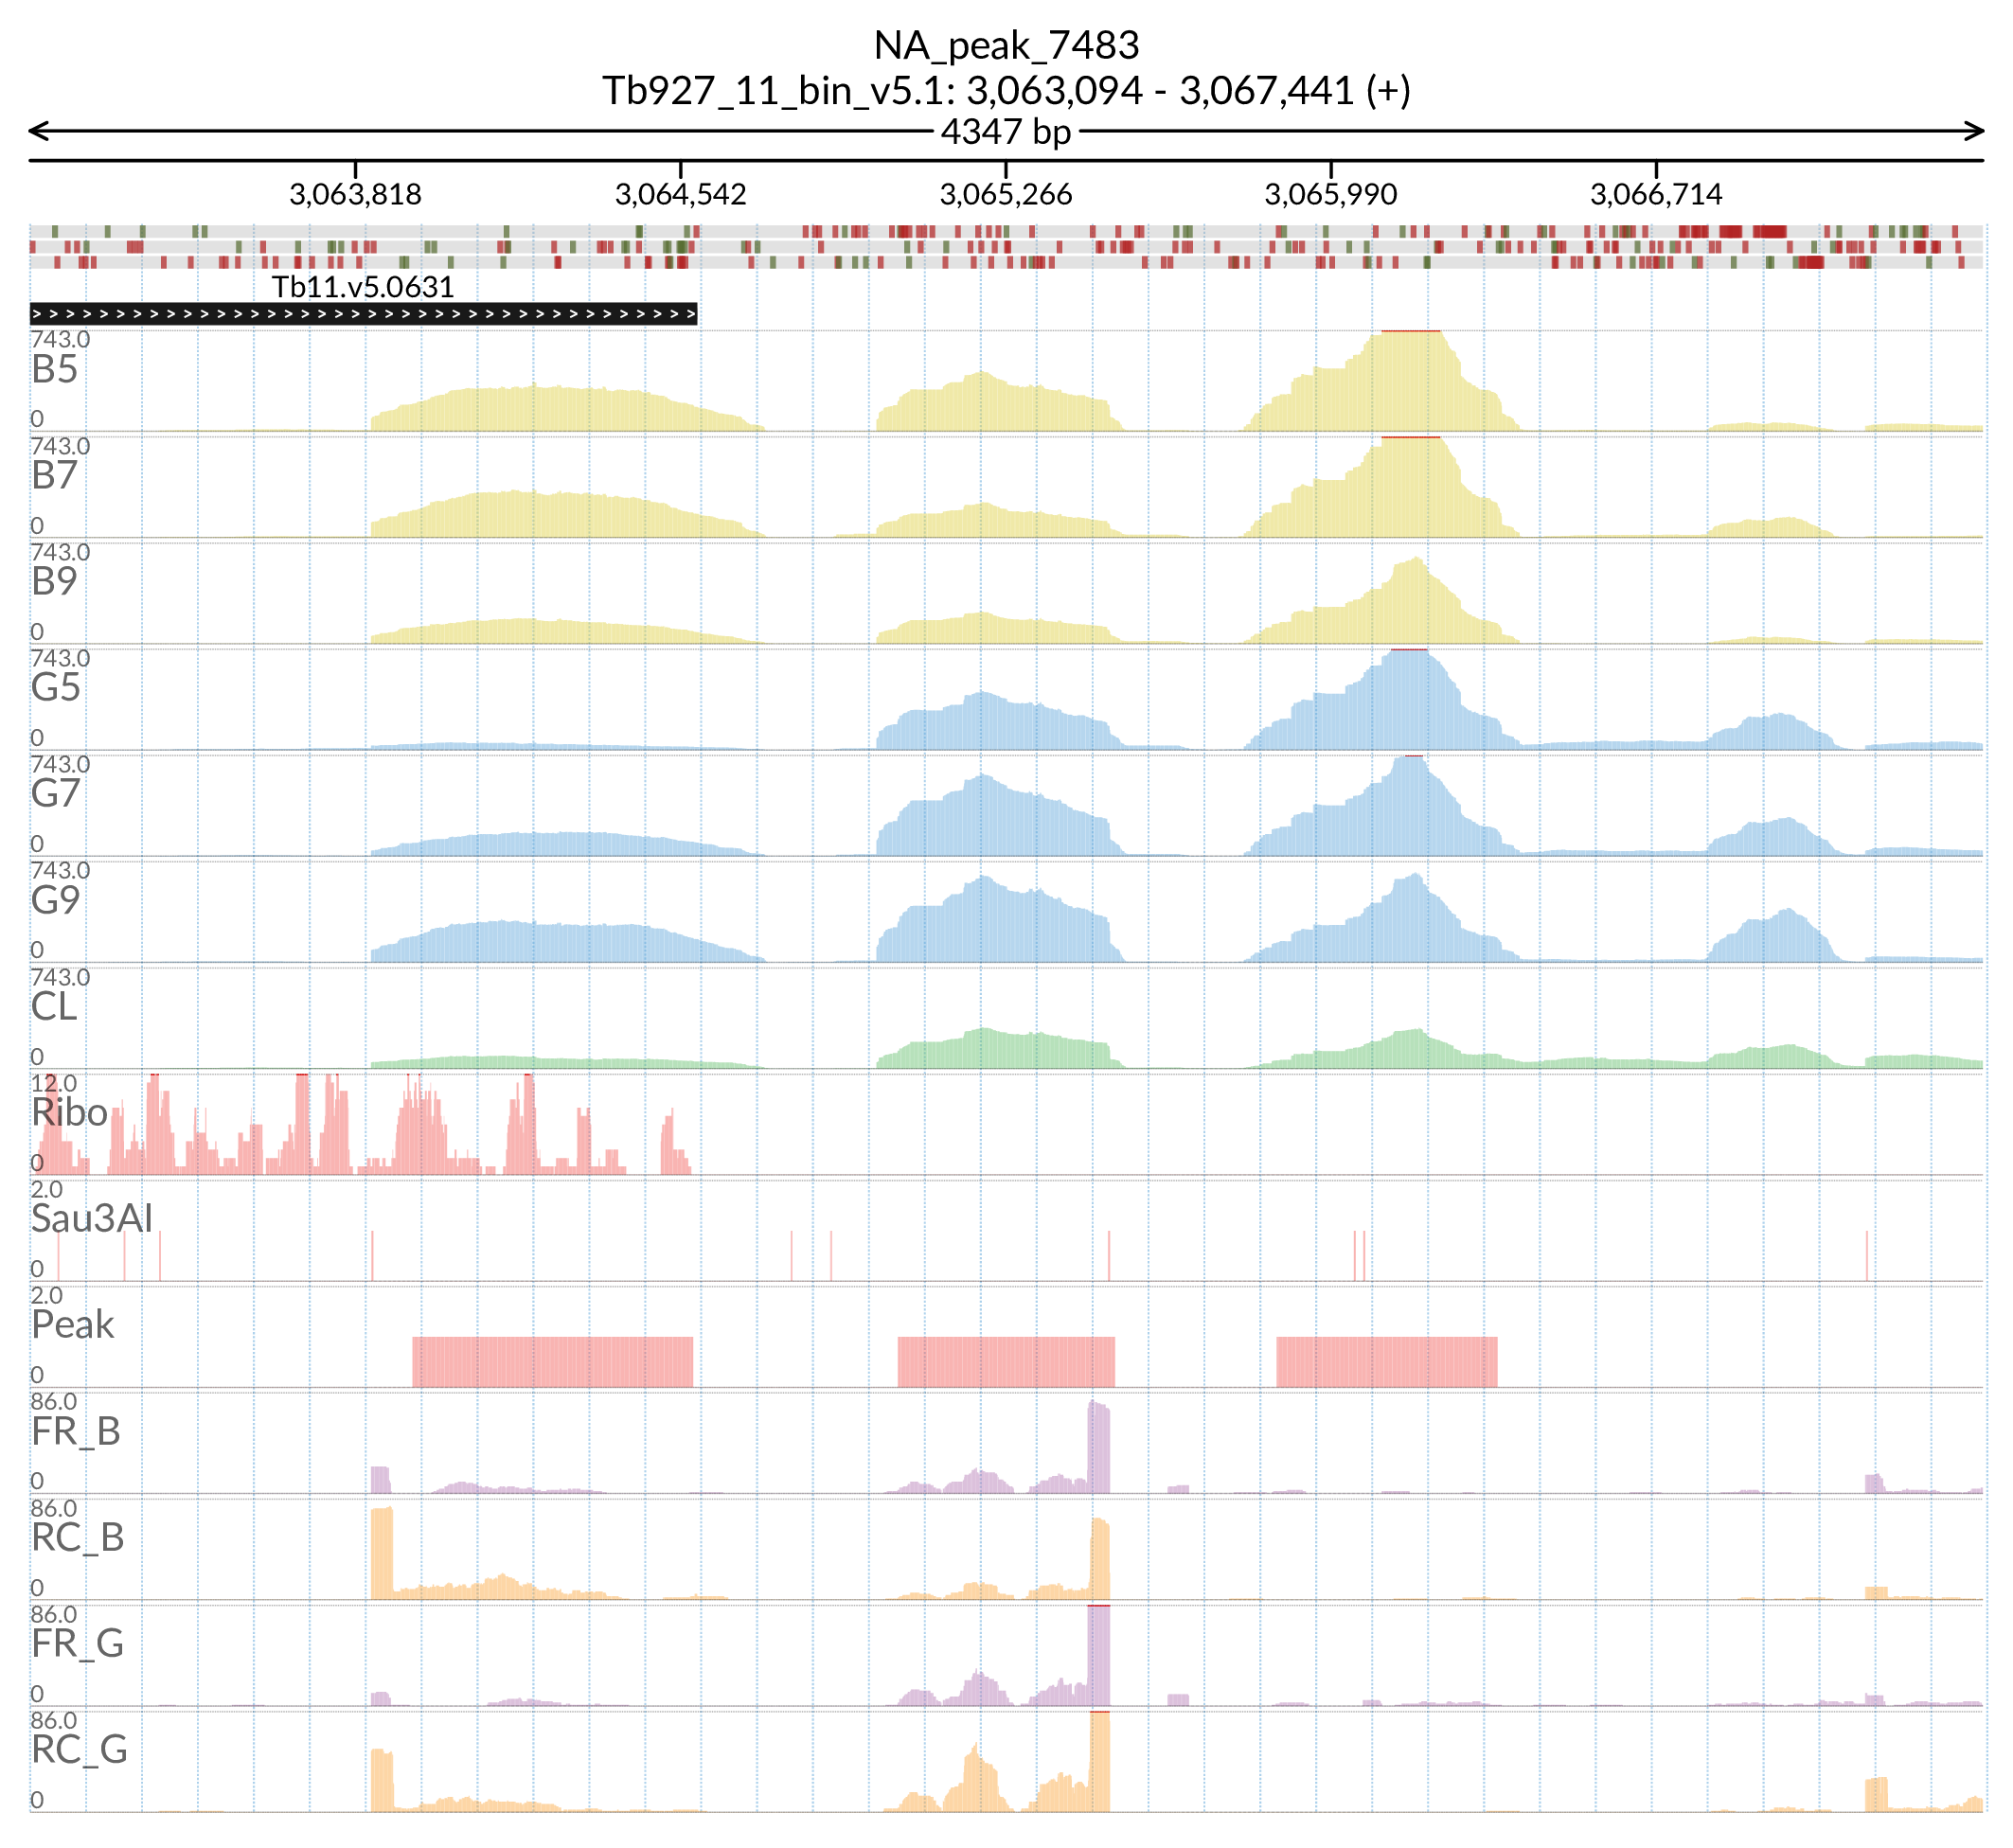 NA_peak_7483
Tb927_11_bin_v5.1: 3,063,094 - 3,067,441 (+)
4347 bp
3,063,818 3,064,542 3,065,266 3,065,990 3,066,714
Tb11.v5.0631
743.0
B5
0
743.0
B7
0
743.0
B9
0
743.0
G5
0
743.0
G7
0
743.0
G9
0
743.0
CL
0
12.0
Ribo
0
2.0
Sau3AI
0
2.0
Peak
0
86.0
FR_B
0
86.0
RC_B
0
86.0
FR_G
0
86.0
RC_G
0